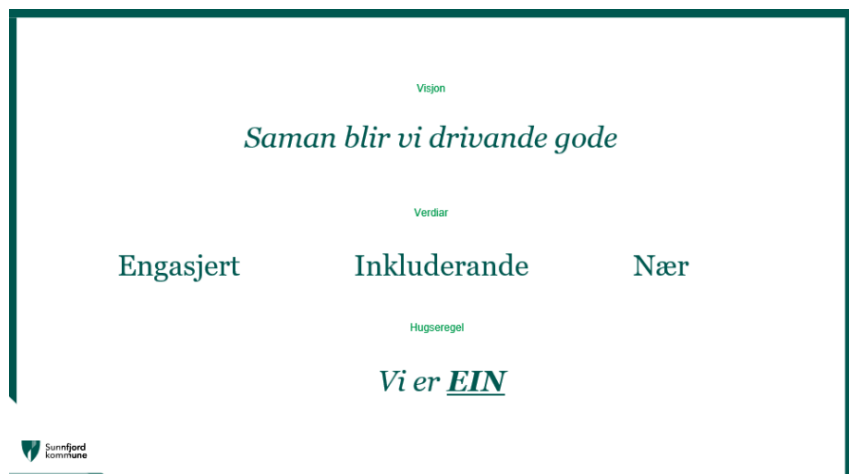 Visjon
Saman blir vi drivande gode
Verdiar
Engasjert Inkluderande Nær
Hugseregel
Vi er EIN
Sunnfjord
kommune